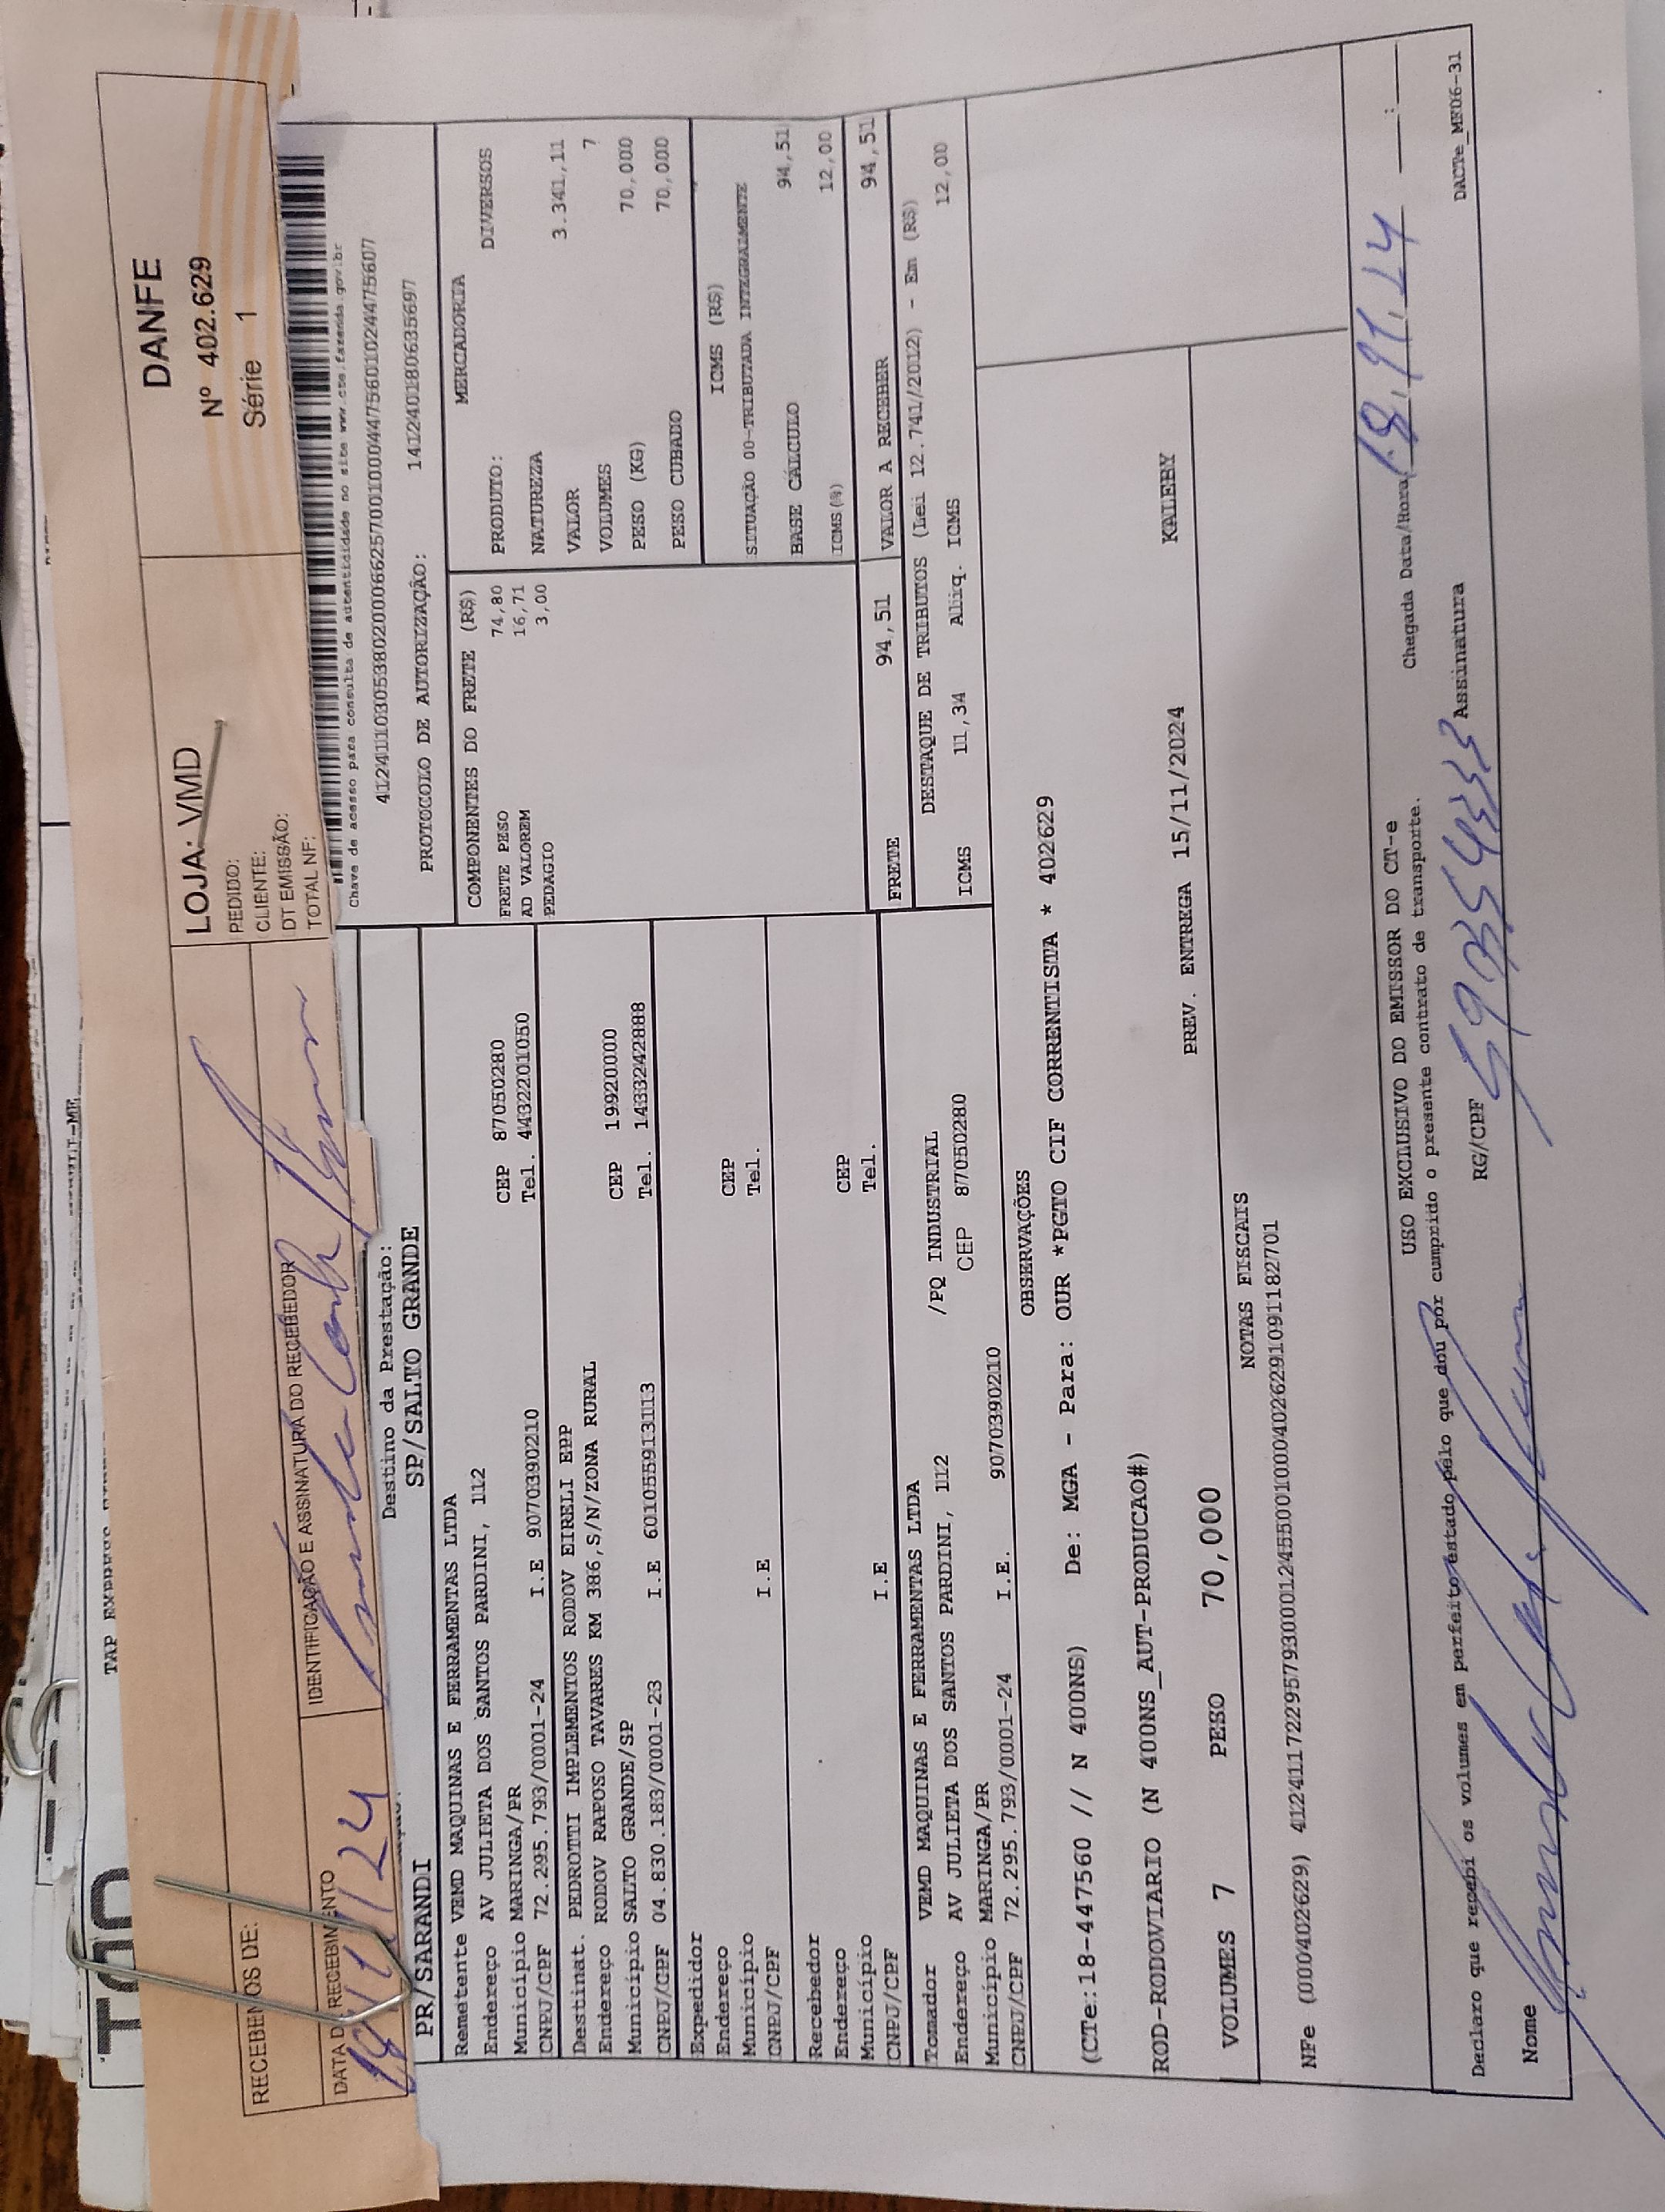 DANFE
Nº 402.629
Série 1
LOJA: VMD
PEDIDO:
CLIENTE:
DT EMISSÃO:
TOTAL NF:
RECEBEMOS DE:
DATA DE RECEBIMENTO
IDENTIFICAÇÃO E ASSINATURA DO RECEBEDOR
18/11/24
Chave de acesso para consulta de autenticidade no site www.cte.fazenda.gov.br
41241103053802000662570010004475601024475607
PROTOCOLO DE AUTORIZAÇÃO: 141240180635697
Destino da Prestação:
PR/SARANDI SP/SALTO GRANDE
Remetente VEMD MAQUINAS E FERRAMENTAS LTDA
Endereço AV JULIETA DOS SANTOS PARDINI, 112 CEP 87050280
Município MARINGA/PR Tel. 4432201050
CNPJ/CPF 72.295.793/0001-24 I.E 9070390210
Destinat. PEDROTTI IMPLEMENTOS RODOV EIRELI EPP
Endereço RODOV RAPOSO TAVARES KM 386,S/N/ZONA RURAL CEP 19920000
Município SALTO GRANDE/SP Tel. 1433242888
CNPJ/CPF 04.830.183/0001-23 I.E 601055913113
Expedidor
Endereço CEP
Município Tel.
CNPJ/CPF I.E
Recebedor
Endereço CEP
Município Tel.
CNPJ/CPF I.E
Tomador VEMD MAQUINAS E FERRAMENTAS LTDA
Endereço AV JULIETA DOS SANTOS PARDINI, 112 /PQ INDUSTRIAL
Município MARINGA/PR CEP 87050280
CNPJ/CPF 72.295.793/0001-24 I.E. 9070390210
COMPONENTES DO FRETE (R$)
FRETE PESO 74,80
AD VALOREM 16,71
PEDAGIO 3,00
MERCADORIA
PRODUTO: DIVERSOS
NATUREZA
VALOR 3.341,11
VOLUMES 7
PESO (KG) 70,000
PESO CUBADO 70,000
ICMS (R$)
SITUAÇÃO 00-TRIBUTADA INTEGRALMENTE
BASE CÁLCULO 94,51
ICMS(%) 12,00
FRETE 94,51 VALOR A RECEBER 94,51
DESTAQUE DE TRIBUTOS (Lei 12.741/2012) - Em (R$)
ICMS 11,34 Aliq. ICMS 12,00
OBSERVAÇÕES
(CTe:18-447560 // N 400NS) De: MGA - Para: OUR *PGTO CIF CORRENTISTA * 402629
ROD-RODOVIARIO (N 400NS_AUT-PRODUCAO#)
PREV. ENTREGA 15/11/2024 KALEBY
VOLUMES 7 PESO 70,000
NOTAS FISCAIS
NFe (000402629) 41241172295793000124550010004026291091182701
USO EXCLUSIVO DO EMISSOR DO CT-e
Declaro que recebi os volumes em perfeito estado pelo que dou por cumprido o presente contrato de transporte.
Chegada Data/Hora 18,11,24 :
Nome RG/CPF Assinatura
DACTe_MF06-31